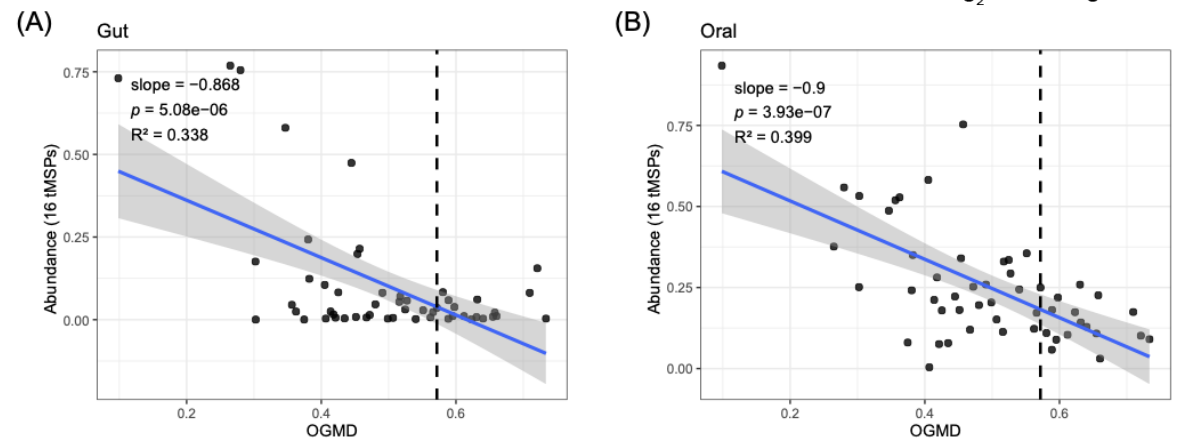 (A)
Gut
slope = −0.868
p = 5.08e−06
R² = 0.338
0.75
0.50
0.25
0.00
Abundance (16 tMSPs)
0.2
0.4
0.6
OGMD
(B)
Oral
slope = −0.9
p = 3.93e−07
R² = 0.399
0.75
0.50
0.25
0.00
Abundance (16 tMSPs)
0.2
0.4
0.6
OGMD